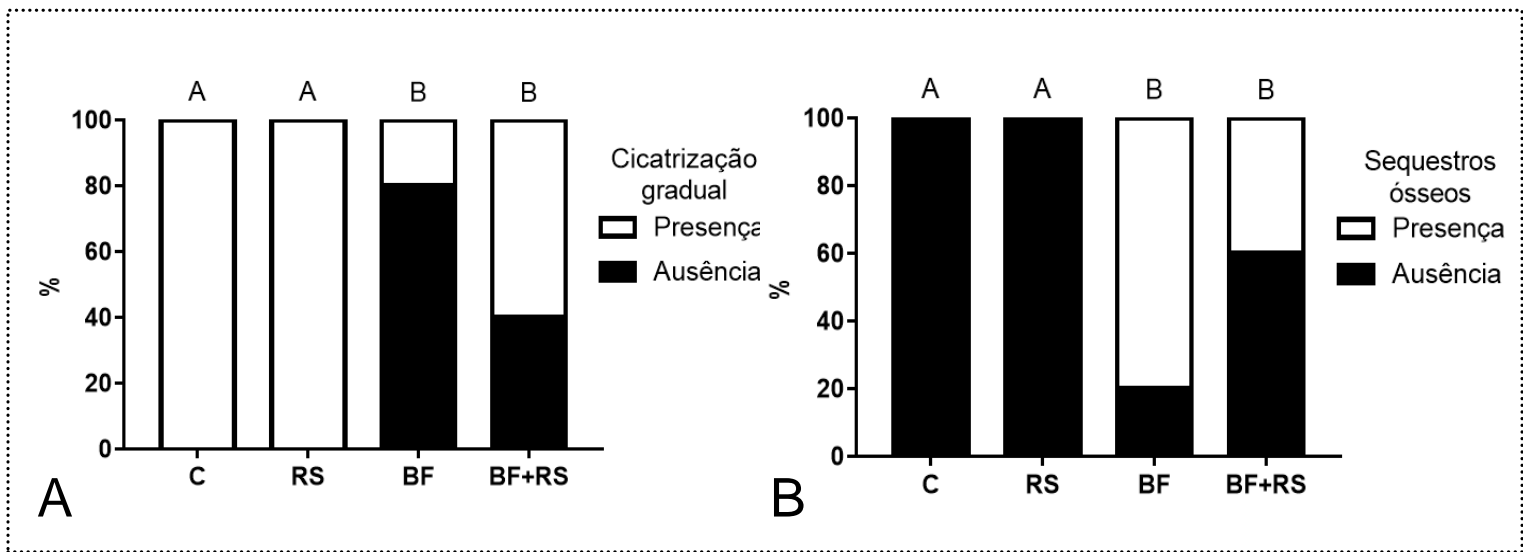 A A B B
100
80
60
40
20
0
%
C RS BF BF+RS
Cicatrização
gradual
Presença
Ausência
A
A A B B
100
80
60
40
20
0
%
C RS BF BF+RS
Sequestros
ósseos
Presença
Ausência
B